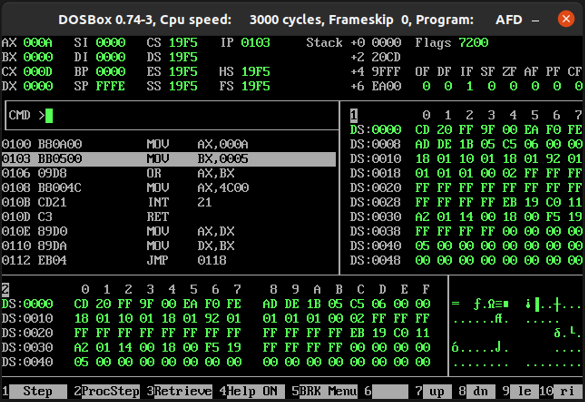 DOSBox 0.74-3, Cpu speed: 3000 cycles, Frameskip 0, Program: AFD
AX 000A SI 0000 CS 19F5 IP 0103 Stack +0 0000 Flags 7200
BX 0000 DI 0000 DS 19F5 +2 20CD
CX 000D BP 0000 ES 19F5 HS 19F5 +4 9FFF OF DF IF SF ZF AF PF CF
DX 0000 SP FFFE SS 19F5 FS 19F5 +6 EA00 0 0 1 0 0 0 0 0
CMD >
0100 B80A00 MOV AX,000A
0103 BB0500 MOV BX,0005
0106 09D8 OR AX,BX
0108 B8004C MOV AX,4C00
010B CD21 INT 21
010D C3 RET
010E 89D0 MOV AX,DX
0110 89DA MOV DX,BX
0112 EB04 JMP 0118
1 0 1 2 3 4 5 6 7
DS:0000 CD 20 FF 9F 00 EA F0 FE
DS:0008 AD DE 1B 05 C5 06 00 00
DS:0010 18 01 10 01 18 01 92 01
DS:0018 01 01 01 00 02 FF FF FF
DS:0020 FF FF FF FF FF FF FF FF
DS:0028 FF FF FF FF EB 19 C0 11
DS:0030 A2 01 14 00 18 00 F5 19
DS:0038 FF FF FF FF 00 00 00 00
DS:0040 05 00 00 00 00 00 00 00
DS:0048 00 00 00 00 00 00 00 00
2 0 1 2 3 4 5 6 7 8 9 A B C D E F
DS:0000 CD 20 FF 9F 00 EA F0 FE AD DE 1B 05 C5 06 00 00
DS:0010 18 01 10 01 18 01 92 01 01 01 01 00 02 FF FF FF
DS:0020 FF FF FF FF FF FF FF FF FF FF FF FF EB 19 C0 11
DS:0030 A2 01 14 00 18 00 F5 19 FF FF FF FF 00 00 00 00
DS:0040 05 00 00 00 00 00 00 00 00 00 00 00 00 00 00 00
1 Step 2ProcStep 3Retrieve 4Help ON 5BRK Menu 6 7 up 8 dn 9 le 10 ri